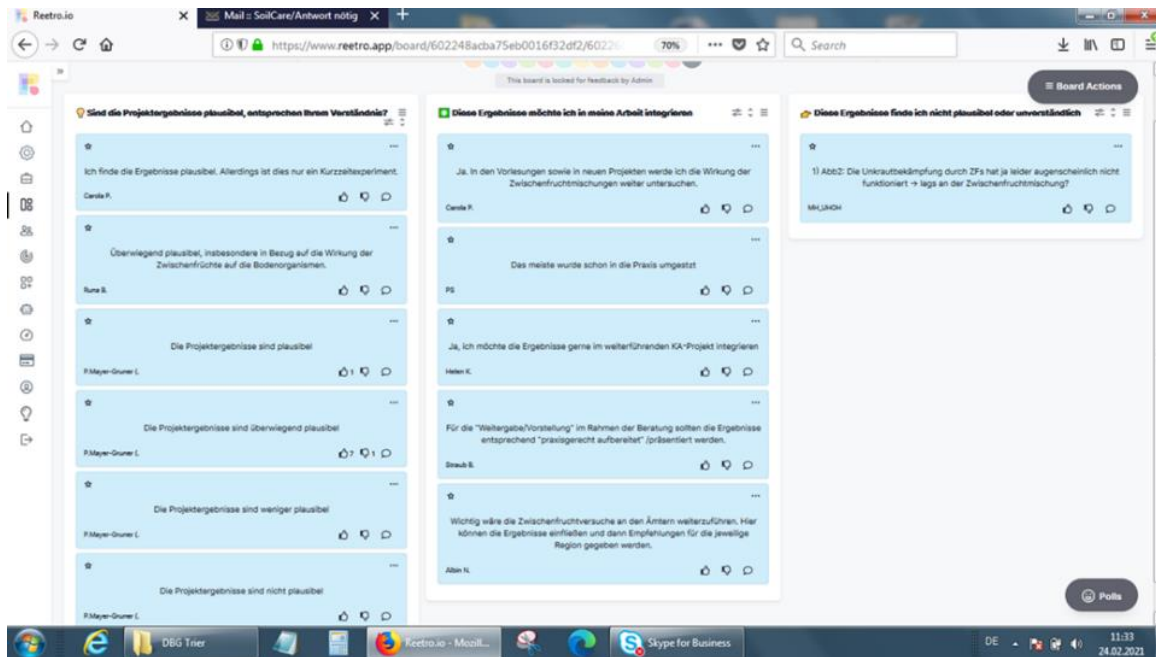 Reetro.io
Mail :: SoilCare/Antwort nötig
https://www.reetro.app/board/602248acba75eb0016f32df2/6022
70%
Search
This board is locked for feedback by Admin
Board Actions
Sind die Projektergebnisse plausibel, entsprechen Ihrem Verständnis?
Ich finde die Ergebnisse plausibel. Allerdings ist dies nur ein Kurzzeitexperiment.
Carola P.
Überwiegend plausibel, insbesondere in Bezug auf die Wirkung der
Zwischenfrüchte auf die Bodenorganismen.
Rune B.
Die Projektergebnisse sind plausibel
P.Mayer-Gruner (.
1
Die Projektergebnisse sind überwiegend plausibel
P.Mayer-Gruner (.
7 1
Die Projektergebnisse sind weniger plausibel
P.Mayer-Gruner (.
Die Projektergebnisse sind nicht plausibel
P.Mayer-Gruner (.
Diese Ergebnisse möchte ich in meine Arbeit integrieren
Ja. In den Vorlesungen sowie in neuen Projekten werde ich die Wirkung der
Zwischenfruchtmischungen weiter untersuchen.
Carola P.
Das meiste wurde schon in die Praxis umgestzt
PS
Ja, ich möchte die Ergebnisse gerne im weiterführenden KA-Projekt integrieren
Helen K.
Für die "Weitergabe/Vorstellung" im Rahmen der Beratung sollten die Ergebnisse
entsprechend "praxisgerecht aufbereitet" /präsentiert werden.
Straub B.
Wichtig wäre die Zwischenfruchtversuche an den Ämtern weiterzuführen. Hier
können die Ergebnisse einfließen und dann Empfehlungen für die jeweilige
Region gegeben werden.
Albin N.
Diese Ergebnisse finde ich nicht plausibel oder unverständlich
1) Abb2: Die Unkrautbekämpfung durch ZFs hat ja leider augenscheinlich nicht
funktioniert → lags an der Zwischenfruchtmischung?
MH_UHOH
Polls
DBG Trier
Reetro.io - Mozill...
Skype for Business
DE
11:33
24.02.2021